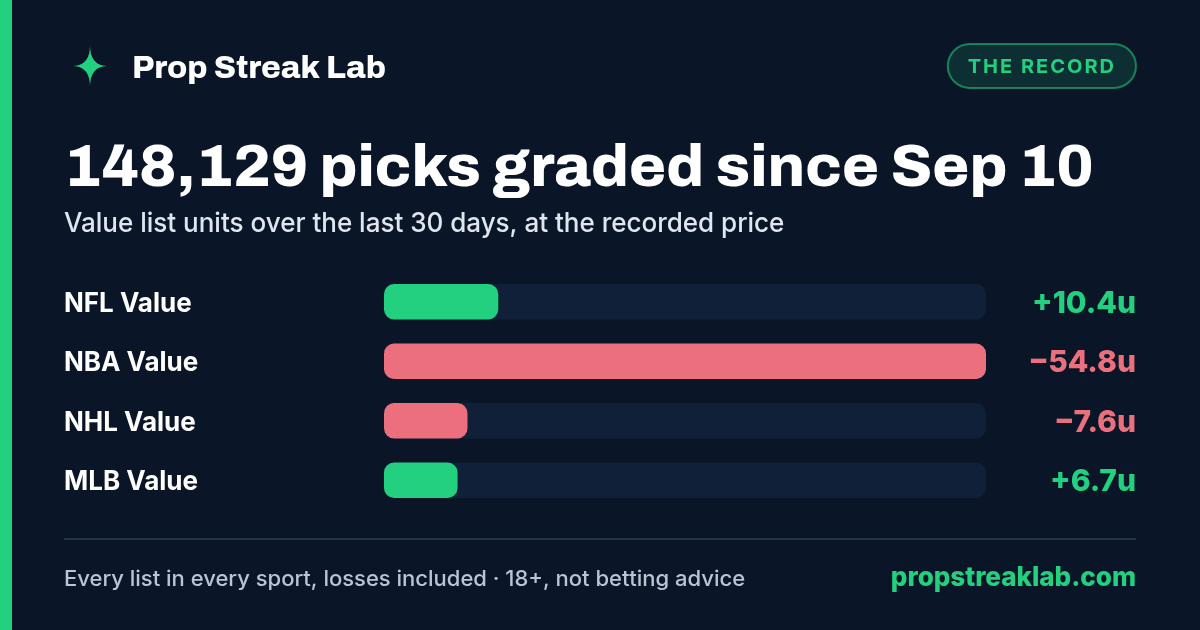 Prop Streak Lab
THE RECORD
148,129 picks graded since Sep 10
Value list units over the last 30 days, at the recorded price
NFL Value +10.4u
NBA Value −54.8u
NHL Value −7.6u
MLB Value +6.7u
Every list in every sport, losses included · 18+, not betting advice
propstreaklab.com